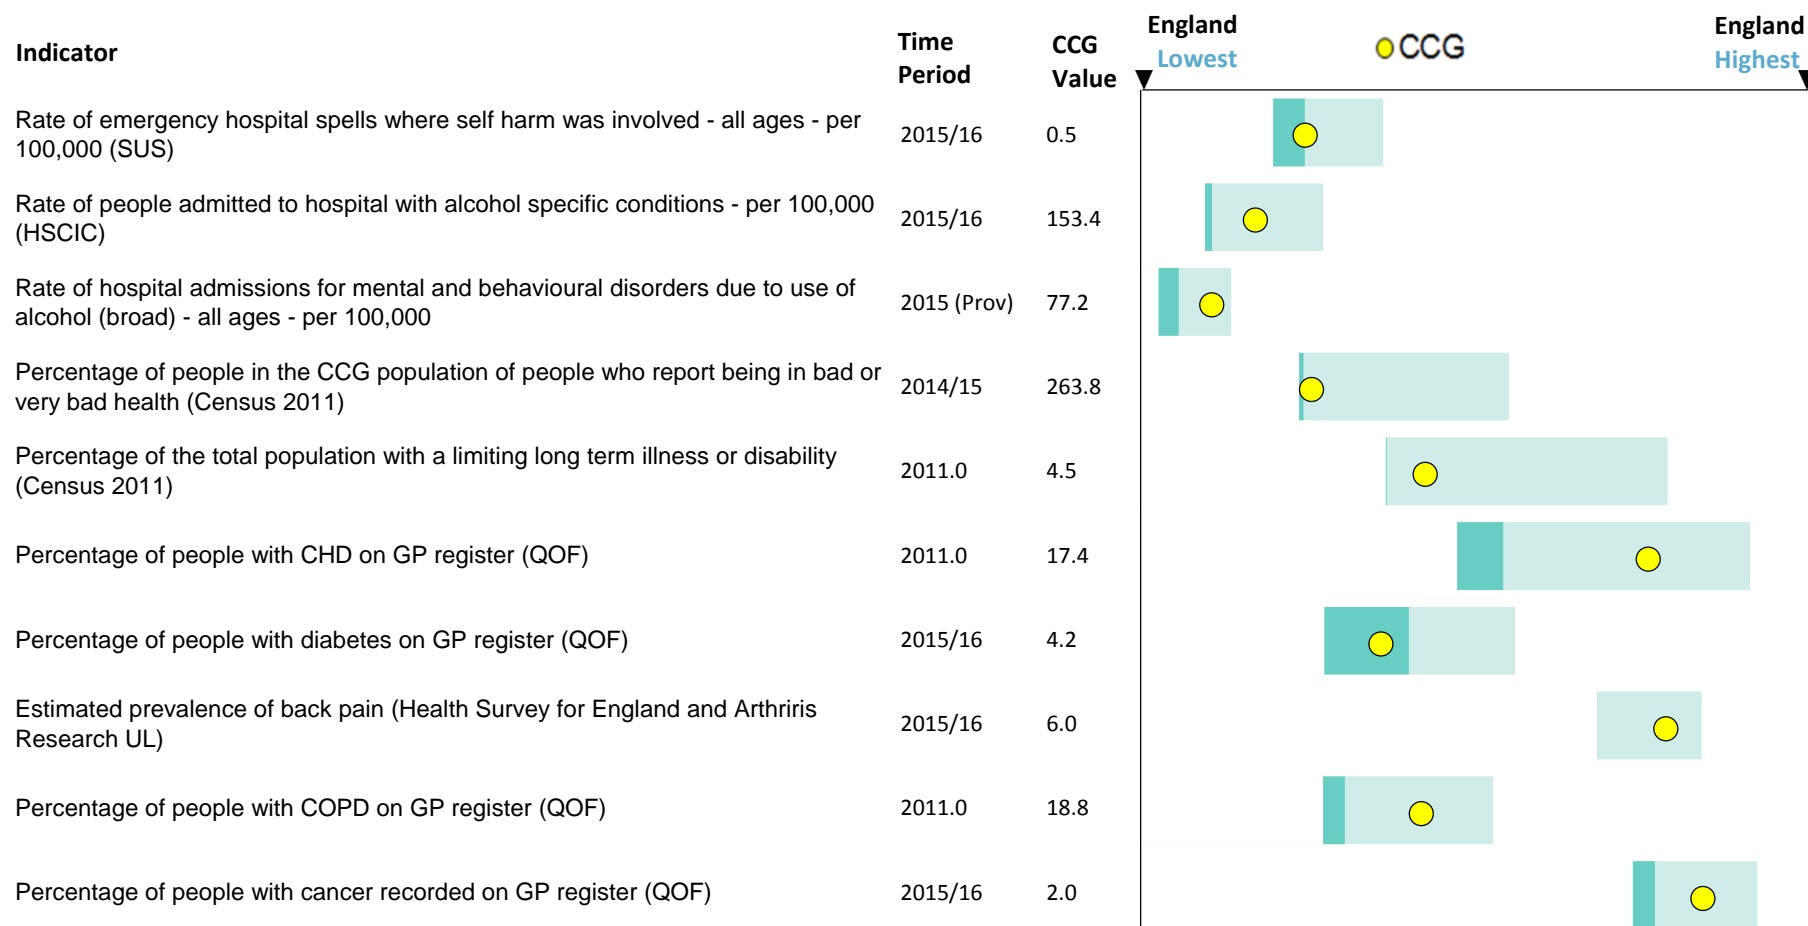 Indicator
Time
Period
CCG
Value
England
Lowest
CCG
England
Highest
Rate of emergency hospital spells where self harm was involved - all ages - per
100,000 (SUS)
2015/16
0.5
Rate of people admitted to hospital with alcohol specific conditions - per 100,000
(HSCIC)
2015/16
153.4
Rate of hospital admissions for mental and behavioural disorders due to use of
alcohol (broad) - all ages - per 100,000
2015 (Prov)
77.2
Percentage of people in the CCG population of people who report being in bad or
very bad health (Census 2011)
2014/15
263.8
Percentage of the total population with a limiting long term illness or disability
(Census 2011)
2011.0
4.5
Percentage of people with CHD on GP register (QOF)
2011.0
17.4
Percentage of people with diabetes on GP register (QOF)
2015/16
4.2
Estimated prevalence of back pain (Health Survey for England and Arthriris
Research UL)
2015/16
6.0
Percentage of people with COPD on GP register (QOF)
2011.0
18.8
Percentage of people with cancer recorded on GP register (QOF)
2015/16
2.0